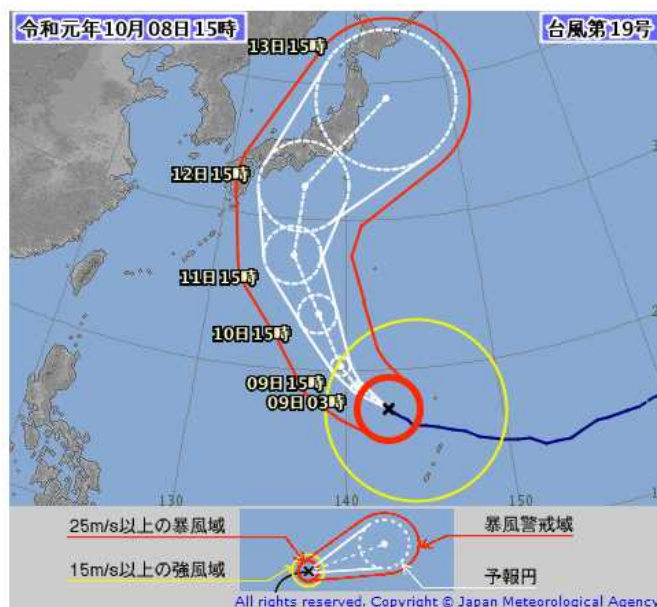 令和元年10月08日15時
台風第19号
13日15時
12日15時
11日15時
10日15時
09日15時
09日03時
3
2
130
140
150
25m/s以上の暴風域
暴風警戒域
15m/s以上の強風域
予報円
All rights reserved. Copyright © Japan Meteorological Agency